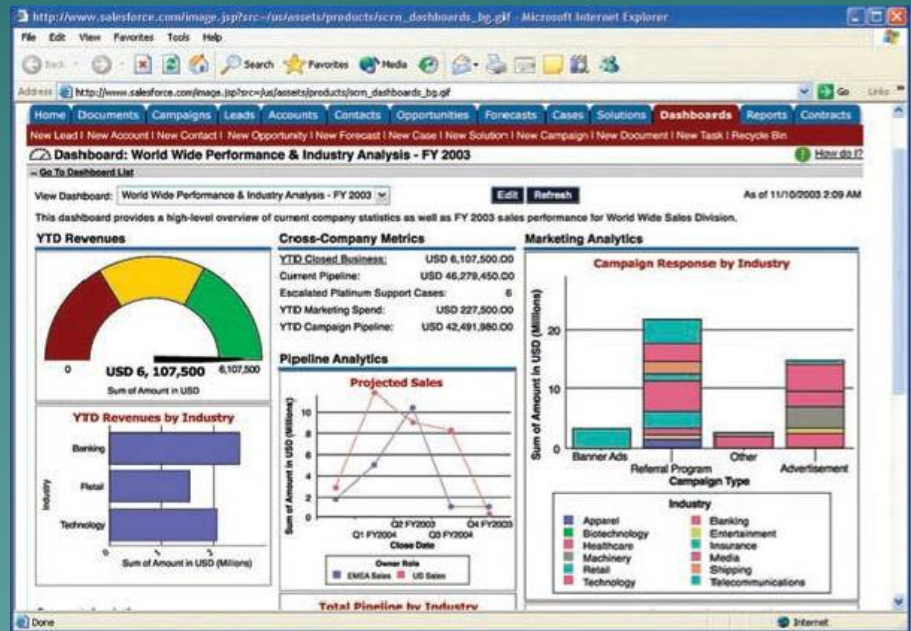 http://www.salesforce.com/image.jsp?src=/us/assets/products/scrn_dashboards_bg.gif - Microsoft Internet Explorer
File Edit View Favorites Tools Help
Back Search Favorites Media
Address http://www.salesforce.com/image.jsp?src=/us/assets/products/scrn_dashboards_bg.gif Go Links »
Home Documents Campaigns Leads Accounts Contacts Opportunities Forecasts Cases Solutions Dashboards Reports Contracts
New Lead | New Account | New Contact | New Opportunity | New Forecast | New Case | New Solution | New Campaign | New Document | New Task | Recycle Bin
Dashboard: World Wide Performance & Industry Analysis - FY 2003 How do I?
Go To Dashboard List
View Dashboard: World Wide Performance & Industry Analysis - FY 2003 Edit Refresh As of 11/10/2003 2:09 AM
This dashboard provides a high-level overview of current company statistics as well as FY 2003 sales performance for World Wide Sales Division.
YTD Revenues
0 USD 6, 107,500 6,107,500
Sum of Amount in USD
YTD Revenues by Industry
Industry
Banking
Retail
Technology
0 1 2
Sum of Amount in USD (Millions)
Cross-Company Metrics
YTD Closed Business: USD 6,107,500.00
Current Pipeline: USD 46,279,450.00
Escalated Platinum Support Cases: 6
YTD Marketing Spend: USD 227,500.00
YTD Campaign Pipeline: USD 42,491,980.00
Pipeline Analytics
Projected Sales
Sum of Amount in USD (Millions)
10
8
6
4
2
0
Q2 FY2003 Q4 FY2003
Q1 FY2004 Q3 FY2004
Close Date
Owner Role
EMEA Sales US Sales
Total Pipeline by Industry
Marketing Analytics
Campaign Response by Industry
Sum of Amount in USD (Millions)
20
10
0
Banner Ads Other
Referral Program Advertisement
Campaign Type
Industry
Apparel Banking
Biotechnology Entertainment
Healthcare Insurance
Machinery Media
Retail Shipping
Technology Telecommunications
Done Internet